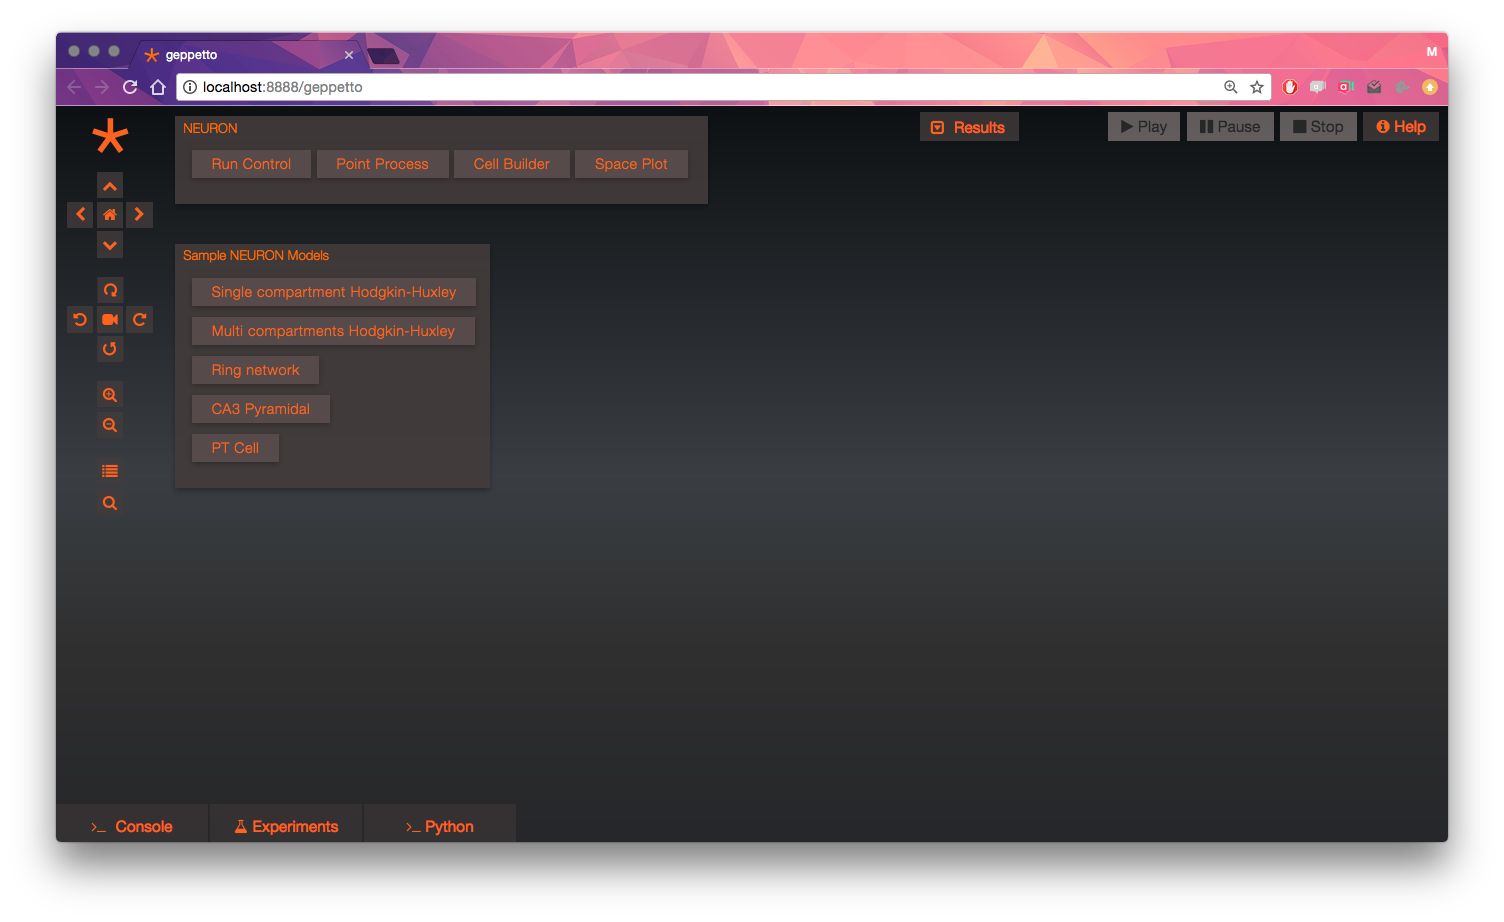 geppetto
M
localhost:8888/geppetto
NEURON
Run Control Point Process Cell Builder Space Plot
Results
Play Pause Stop Help
Sample NEURON Models
Single compartment Hodgkin-Huxley
Multi compartments Hodgkin-Huxley
Ring network
CA3 Pyramidal
PT Cell
>_ Console Experiments >_ Python